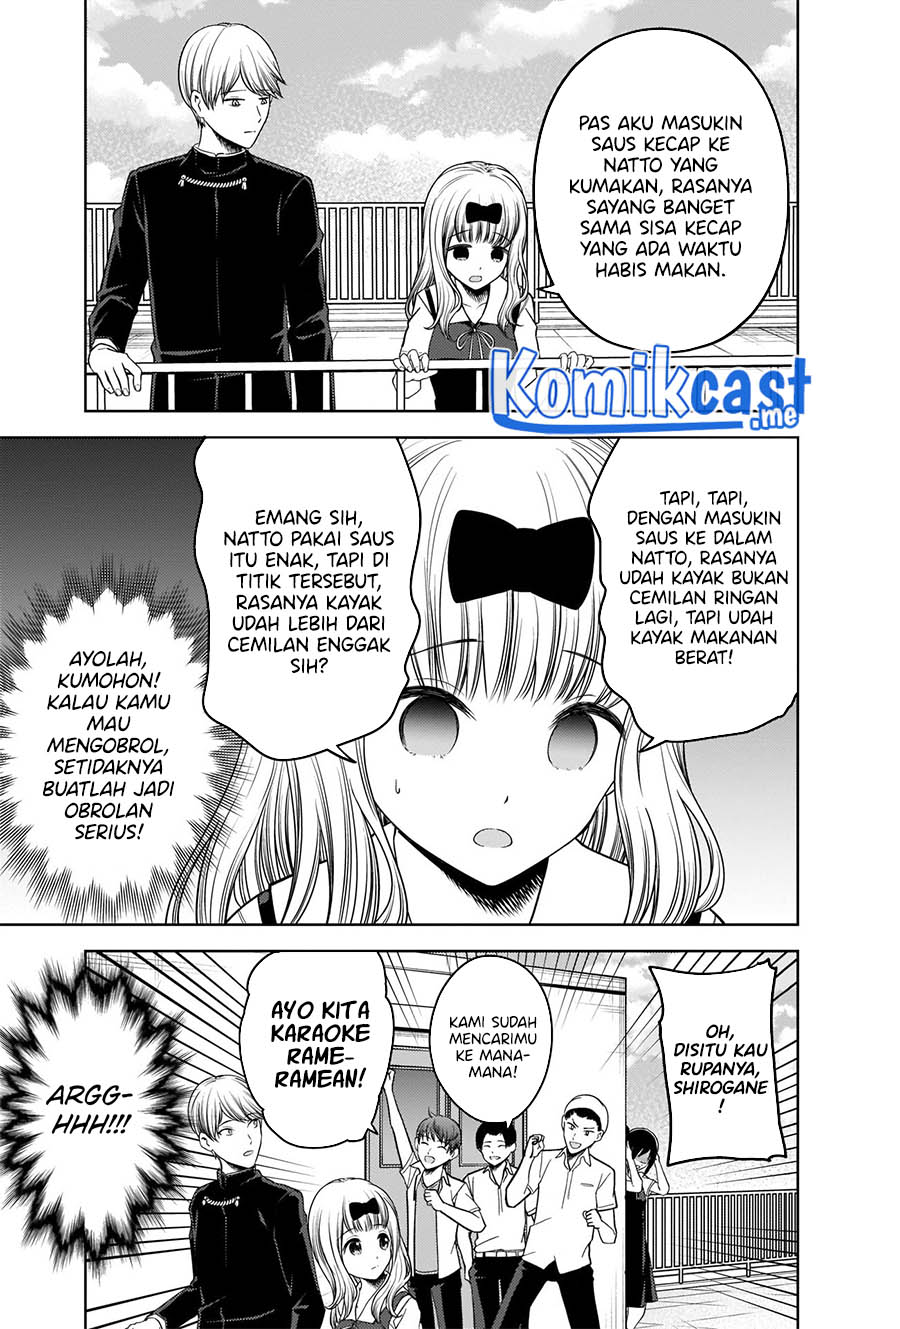 PAS AKU MASUKIN
SAUS KECAP KE
NATTO YANG
KUMAKAN, RASANYA
SAYANG BANGET
SAMA SISA KECAP
YANG ADA WAKTU
HABIS MAKAN.
Komikcast
.me
TAPI, TAPI,
DENGAN MASUKIN
SAUS KE DALAM
NATTO, RASANYA
UDAH KAYAK BUKAN
CEMILAN RINGAN
LAGI, TAPI UDAH
KAYAK MAKANAN
BERAT!
EMANG SIH,
NATTO PAKAI SAUS
ITU ENAK, TAPI DI
TITIK TERSEBUT,
RASANYA KAYAK
UDAH LEBIH DARI
CEMILAN ENGGAK
SIH?
AYOLAH,
KUMOHON!
KALAU KAMU
MAU
MENGOBROL,
SETIDAKNYA
BUATLAH JADI
OBROLAN
SERIUS!
OH,
DISITU KAU
RUPANYA,
SHIROGANE
!
KAMI SUDAH
MENCARIMU
KE MANA-
MANA!
AYO KITA
KARAOKE
RAME-
RAMEAN!
ARGG-
HHH!!!